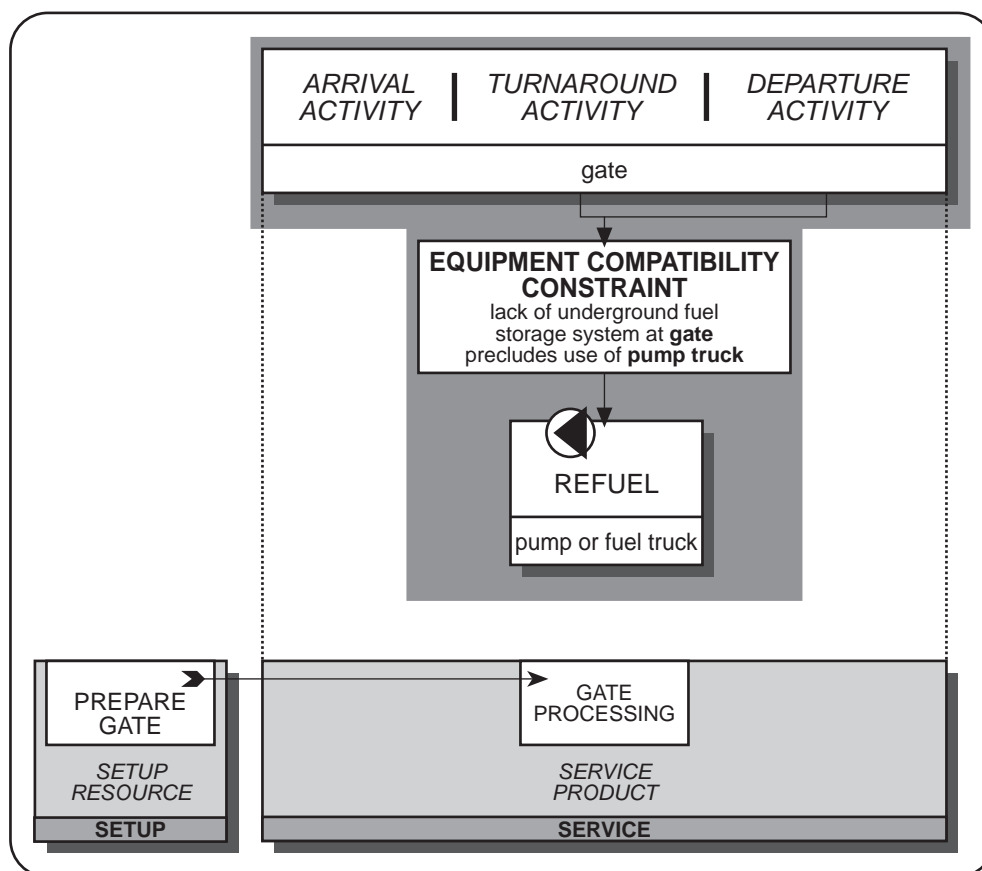 ARRIVAL
ACTIVITY
TURNAROUND
ACTIVITY
DEPARTURE
ACTIVITY
gate
EQUIPMENT COMPATIBILITY
CONSTRAINT
lack of underground fuel
storage system at gate
precludes use of pump truck
REFUEL
pump or fuel truck
PREPARE
GATE
GATE
PROCESSING
SETUP
RESOURCE
SERVICE
PRODUCT
SETUP
SERVICE